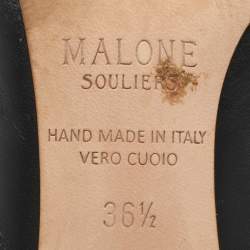 MALONE
SOULIERS
HAND MADE IN ITALY
VERO CUOIO
36½